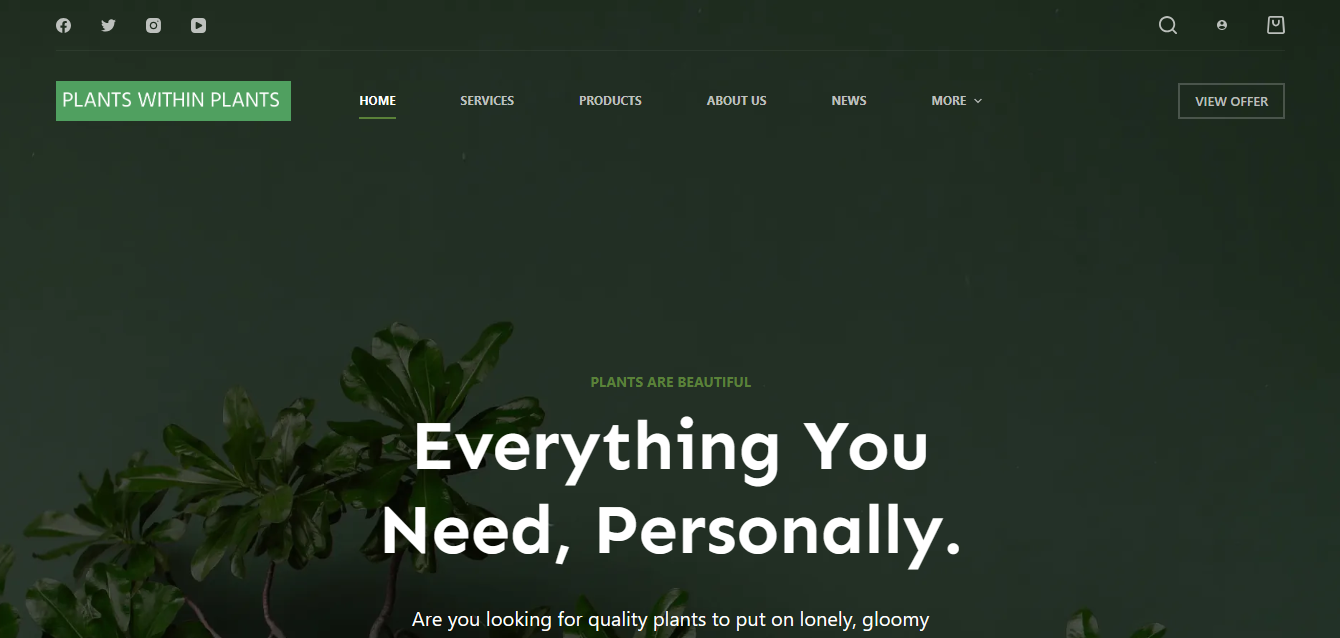 PLANTS WITHIN PLANTS
HOME
SERVICES
PRODUCTS
ABOUT US
NEWS
MORE
VIEW OFFER
PLANTS ARE BEAUTIFUL
Everything You
Need, Personally.
Are you looking for quality plants to put on lonely, gloomy